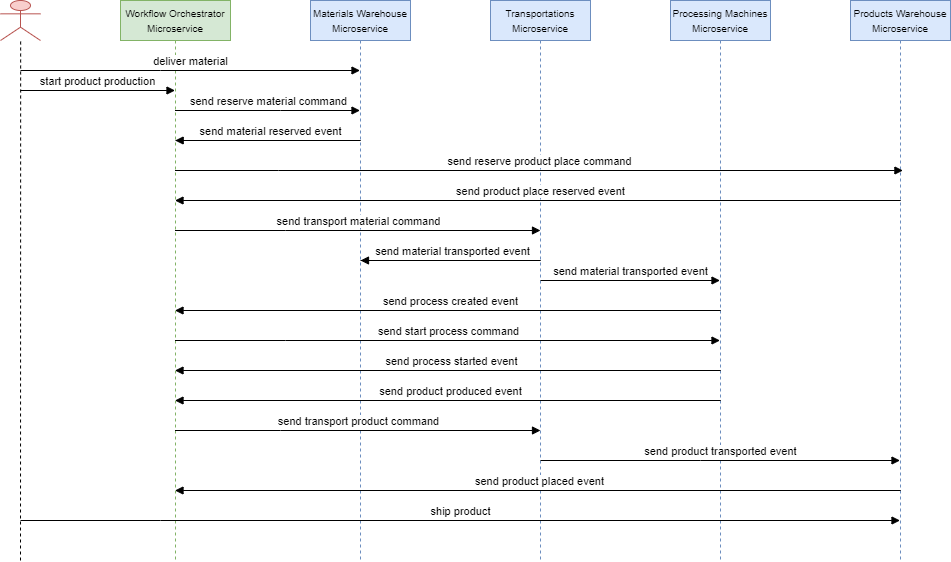 Workflow Orchestrator
Microservice
Materials Warehouse
Microservice
Transportations
Microservice
Processing Machines
Microservice
Products Warehouse
Microservice
deliver material
start product production
send reserve material command
send material reserved event
send reserve product place command
send product place reserved event
send transport material command
send material transported event
send material transported event
send process created event
send start process command
send process started event
send product produced event
send transport product command
send product transported event
send product placed event
ship product